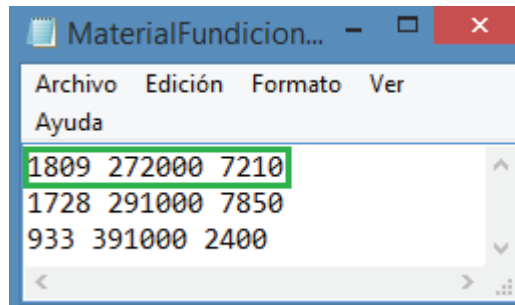 MaterialFundicion...
Archivo Edición Formato Ver
Ayuda
1809 272000 7210
1728 291000 7850
933 391000 2400